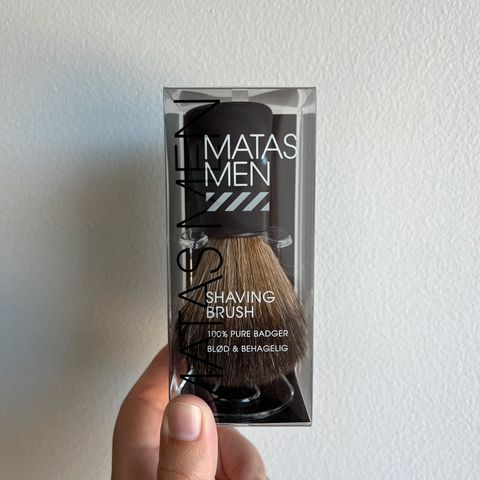 MATAS MEN
MATAS
MEN
SHAVING
BRUSH
100% PURE BADGER
BLØD & BEHAGELIG